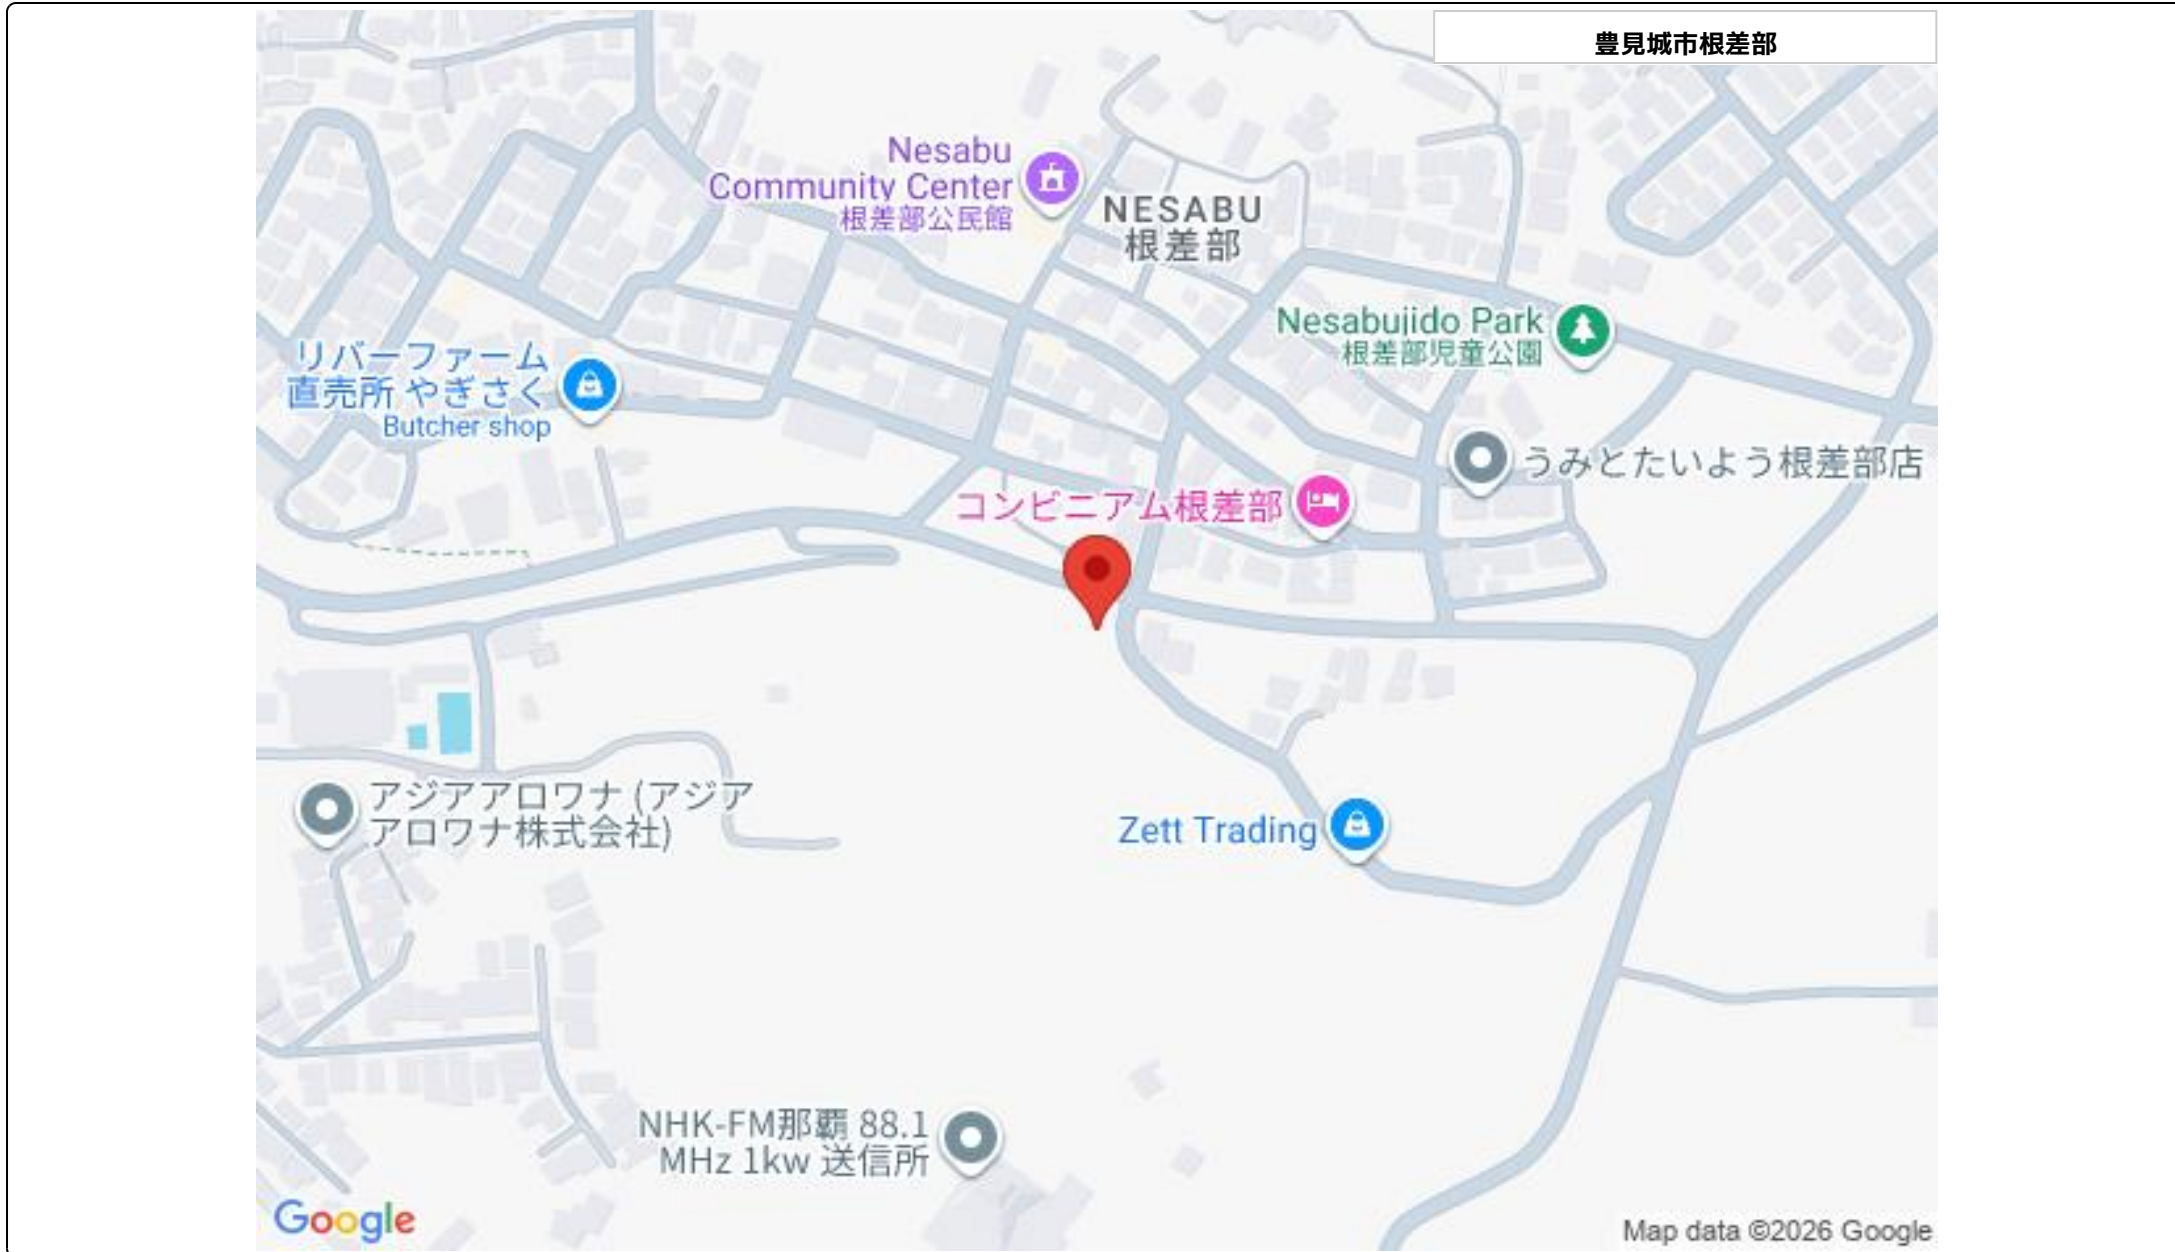 豊見城市根差部
Nesabu
Community Center
根差部公民館
NESABU
根差部
Nesabujido Park
根差部児童公園
リバーファーム
直売所 やぎさく
Butcher shop
うみとたいよう根差部店
コンビニアム根差部
アジアアロワナ (アジア
アロワナ株式会社)
Zett Trading
NHK-FM那覇 88.1
MHz 1kw 送信所
Google
Map data ©2026 Google